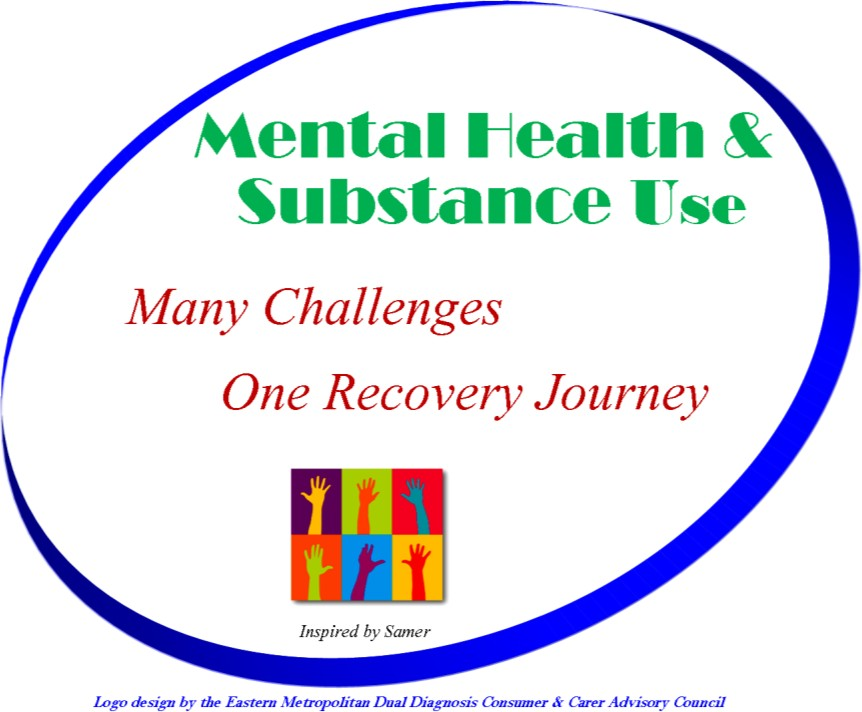 Mental Health &
Substance Use
Many Challenges
One Recovery Journey
Inspired by Samer
Logo design by the Eastern Metropolitan Dual Diagnosis Consumer & Carer Advisory Council